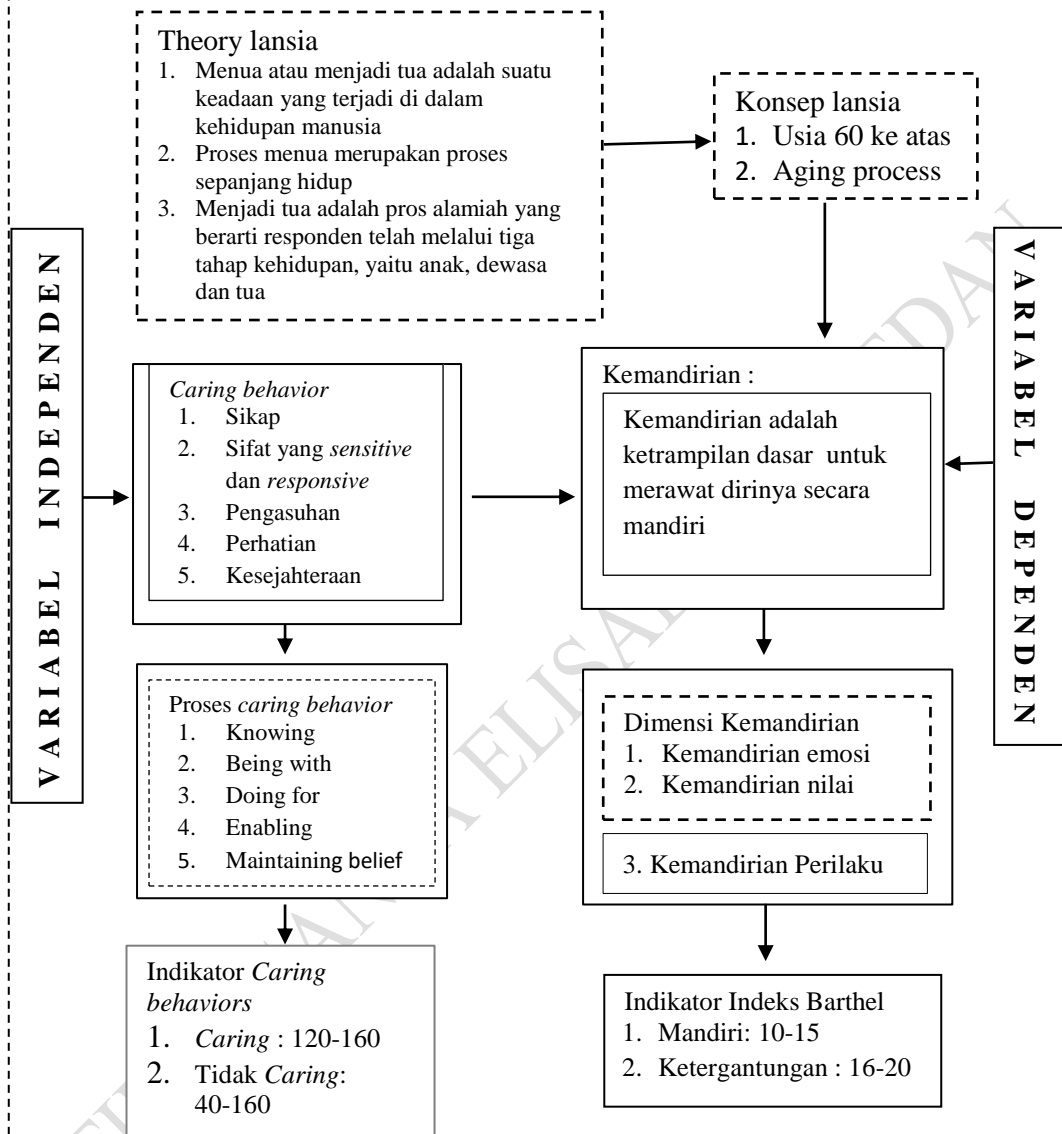 Theory lansia
1. Menua atau menjadi tua adalah suatu
keadaan yang terjadi di dalam
kehidupan manusia
2. Proses menua merupakan proses
sepanjang hidup
3. Menjadi tua adalah pros alamiah yang
berarti responden telah melalui tiga
tahap kehidupan, yaitu anak, dewasa
dan tua
Konsep lansia
1. Usia 60 ke atas
2. Aging process
VARIABEL INDEPENDEN
Caring behavior
1. Sikap
2. Sifat yang sensitive
dan responsive
3. Pengasuhan
4. Perhatian
5. Kesejahteraan
Kemandirian :
Kemandirian adalah
ketrampilan dasar untuk
merawat dirinya secara
mandiri
VARIABEL DEPENDEN
Proses caring behavior
1. Knowing
2. Being with
3. Doing for
4. Enabling
5. Maintaining belief
Dimensi Kemandirian
1. Kemandirian emosi
2. Kemandirian nilai
3. Kemandirian Perilaku
Indikator Caring
behaviors
1. Caring : 120-160
2. Tidak Caring:
40-160
Indikator Indeks Barthel
1. Mandiri: 10-15
2. Ketergantungan : 16-20